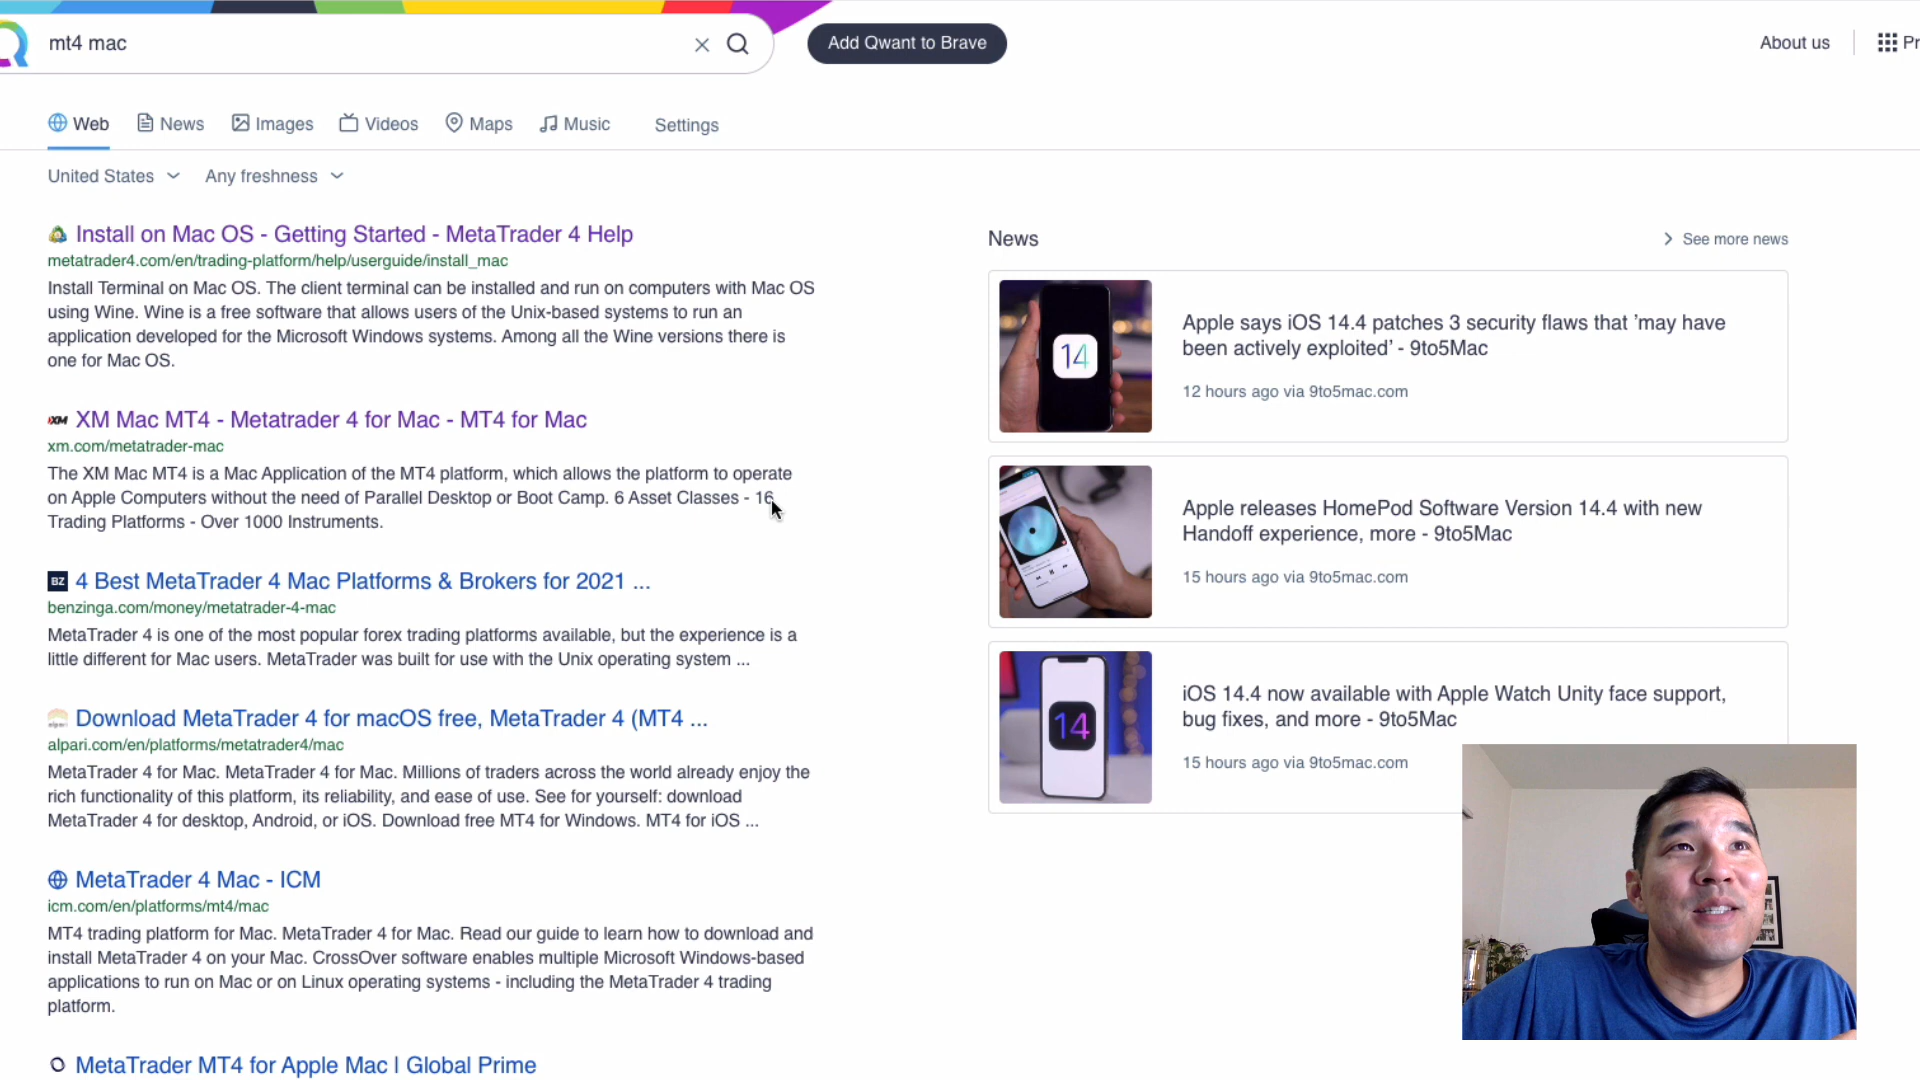 mt4 mac
Add Qwant to Brave
About us
Pr
Web
News
Images
Videos
Maps
Music
Settings
United States
Any freshness
Install on Mac OS - Getting Started - MetaTrader 4 Help
metatrader4.com/en/trading-platform/help/userguide/install_mac
Install Terminal on Mac OS. The client terminal can be installed and run on computers with Mac OS
using Wine. Wine is a free software that allows users of the Unix-based systems to run an
application developed for the Microsoft Windows systems. Among all the Wine versions there is
one for Mac OS.
XM
XM Mac MT4 - Metatrader 4 for Mac - MT4 for Mac
xm.com/metatrader-mac
The XM Mac MT4 is a Mac Application of the MT4 platform, which allows the platform to operate
on Apple Computers without the need of Parallel Desktop or Boot Camp. 6 Asset Classes - 16
Trading Platforms - Over 1000 Instruments.
BZ
4 Best MetaTrader 4 Mac Platforms & Brokers for 2021 ...
benzinga.com/money/metatrader-4-mac
MetaTrader 4 is one of the most popular forex trading platforms available, but the experience is a
little different for Mac users. MetaTrader was built for use with the Unix operating system ...
alpari
Download MetaTrader 4 for macOS free, MetaTrader 4 (MT4 ...
alpari.com/en/platforms/metatrader4/mac
MetaTrader 4 for Mac. MetaTrader 4 for Mac. Millions of traders across the world already enjoy the
rich functionality of this platform, its reliability, and ease of use. See for yourself: download
MetaTrader 4 for desktop, Android, or iOS. Download free MT4 for Windows. MT4 for iOS ...
MetaTrader 4 Mac - ICM
icm.com/en/platforms/mt4/mac
MT4 trading platform for Mac. MetaTrader 4 for Mac. Read our guide to learn how to download and
install MetaTrader 4 on your Mac. CrossOver software enables multiple Microsoft Windows-based
applications to run on Mac or on Linux operating systems - including the MetaTrader 4 trading
platform.
MetaTrader MT4 for Apple Mac | Global Prime
News
See more news
14
Apple says iOS 14.4 patches 3 security flaws that 'may have
been actively exploited' - 9to5Mac
12 hours ago via 9to5mac.com
Apple releases HomePod Software Version 14.4 with new
Handoff experience, more - 9to5Mac
15 hours ago via 9to5mac.com
14
iOS 14.4 now available with Apple Watch Unity face support,
bug fixes, and more - 9to5Mac
15 hours ago via 9to5mac.com